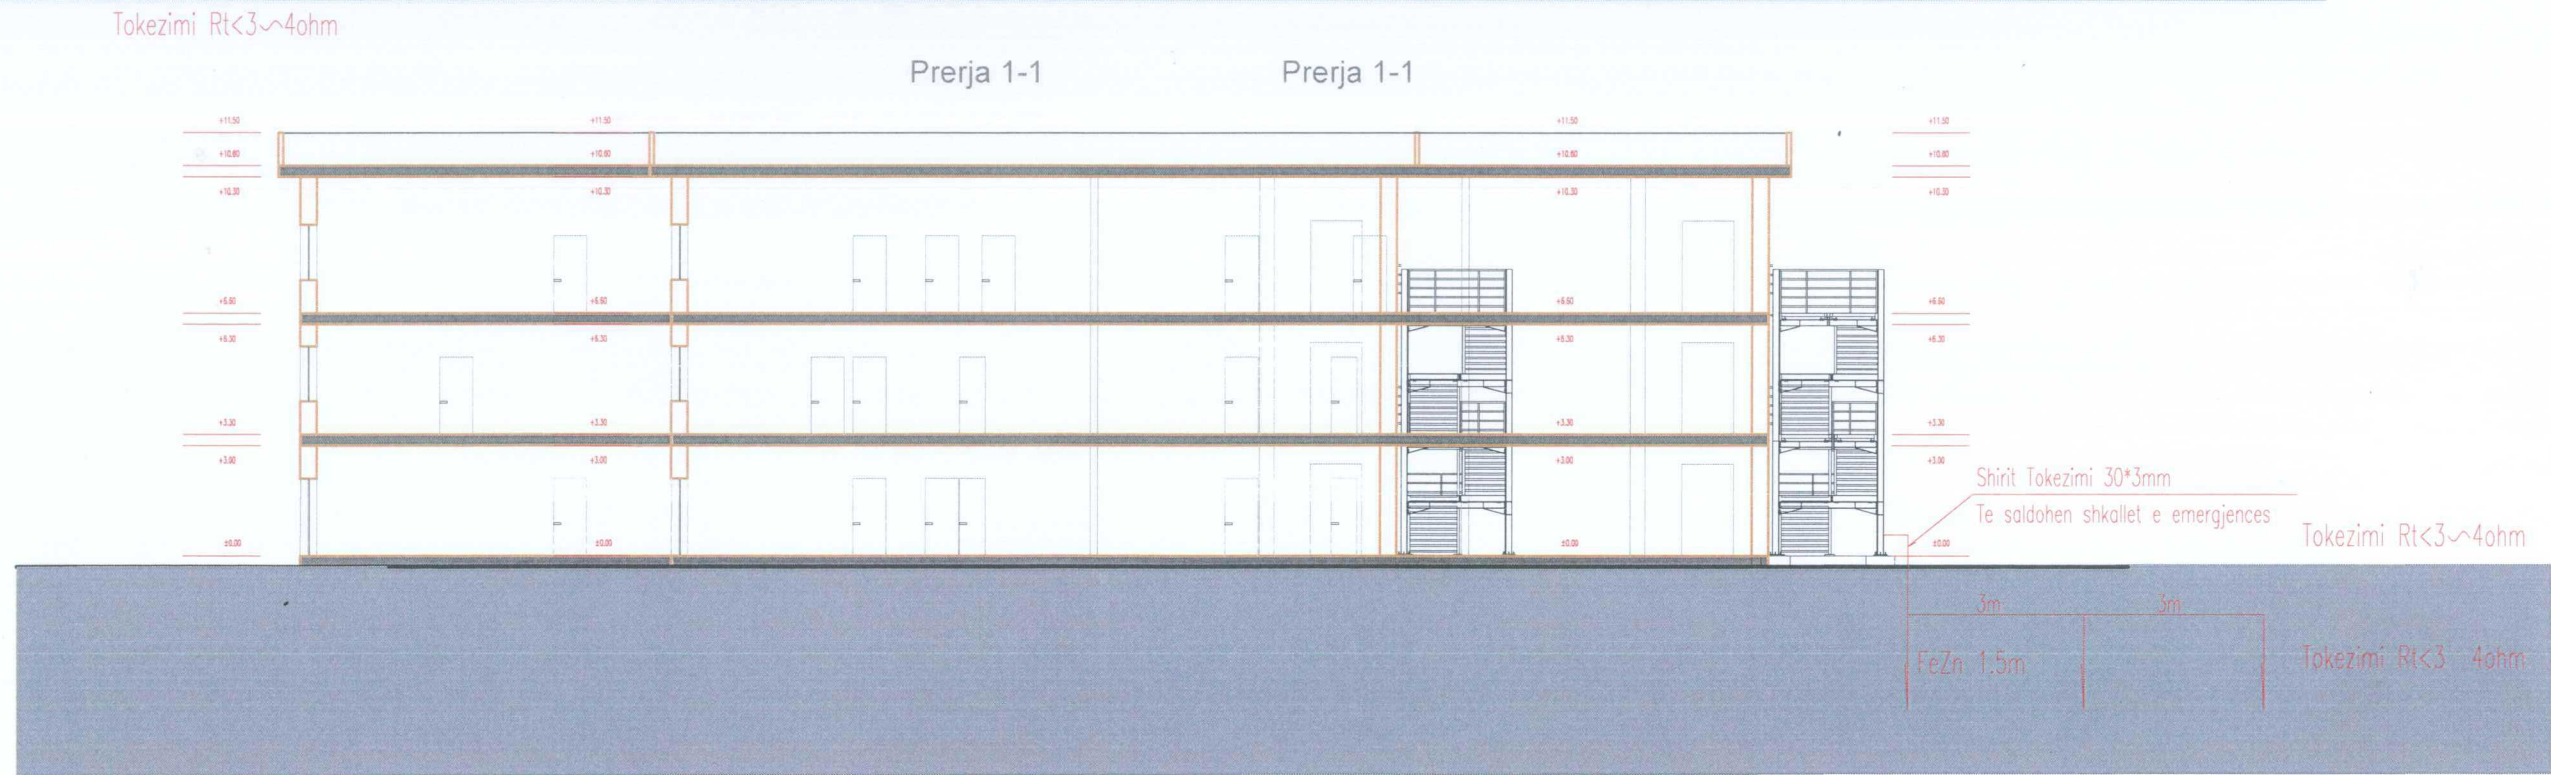 Tokezimi Rt<3~4ohm
Prerja 1-1 Prerja 1-1
+11.50 +11.50 +11.50 +11.50
+10.60 +10.60 +10.60 +10.60
+10.30 +10.30 +10.30 +10.30
+6.60 +6.60 +6.60 +6.60
+6.30 +6.30 +6.30 +6.30
+3.30 +3.30 +3.30 +3.30
+3.00 +3.00 +3.00 +3.00
Shirit Tokezimi 30*3mm
Te saldohen shkallet e emergjences
Tokezimi Rt<3~4ohm
±0.00 ±0.00 ±0.00 ±0.00
3m 3m
FeZn 1.5m
Tokezimi Rt<3 4ohm